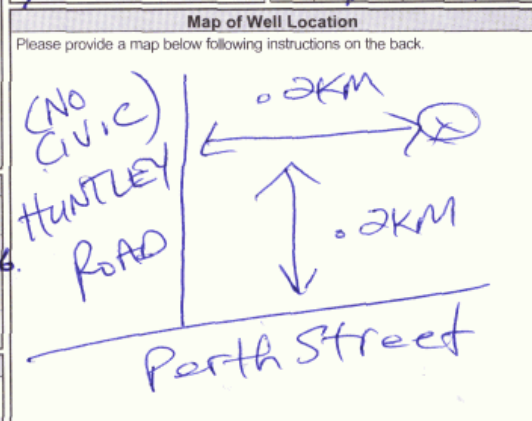 Map of Well Location
Please provide a map below following instructions on the back.
(NO
CIVIC)
HUNTLEY
ROAD
.2KM
.2KM
6.
Perth Street